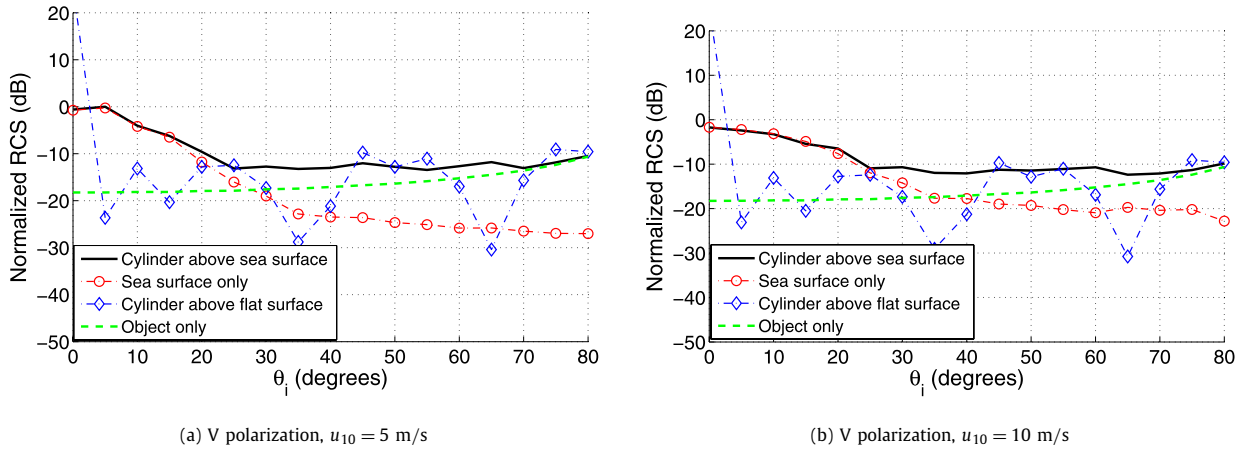 20
10
0
−10
−20
−30
−40
−50
Normalized RCS (dB)
Cylinder above sea surface
Sea surface only
Cylinder above flat surface
Object only
0 10 20 30 40 50 60 70 80
θi (degrees)
(a) V polarization, u10 = 5 m/s
20
10
0
−10
−20
−30
−40
−50
Normalized RCS (dB)
Cylinder above sea surface
Sea surface only
Cylinder above flat surface
Object only
0 10 20 30 40 50 60 70 80
θi (degrees)
(b) V polarization, u10 = 10 m/s